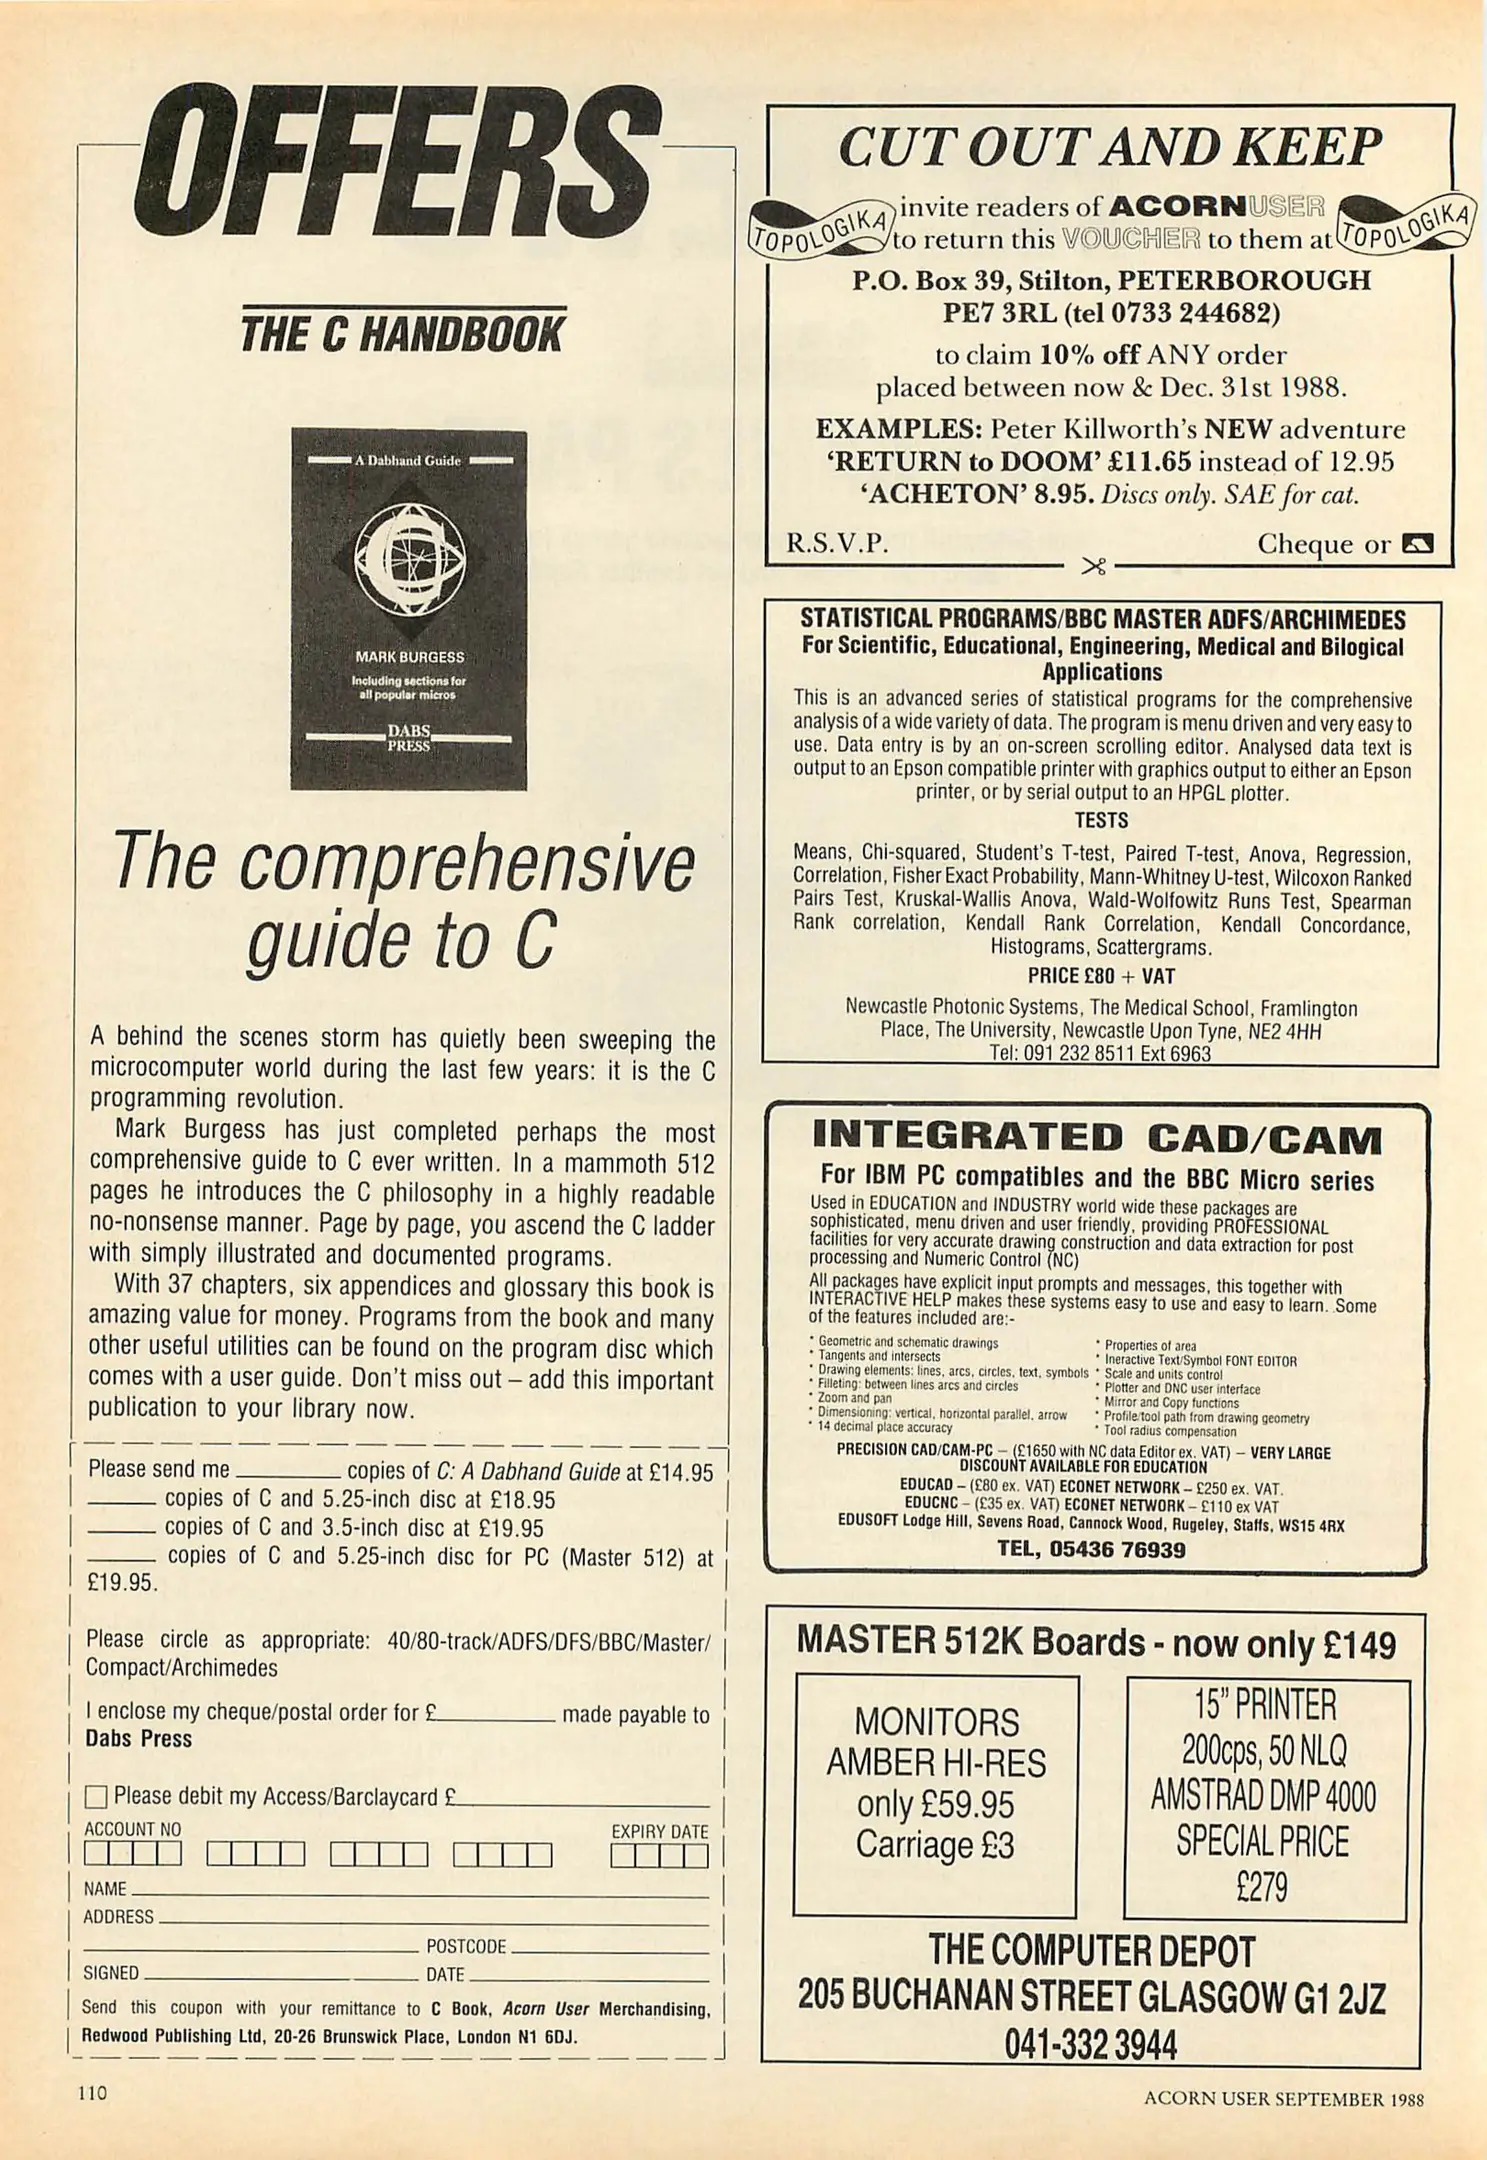 OFFERS
THE C HANDBOOK
A Dabhand Guide
MARK BURGESS
Including sections for
all popular micros
DABS
PRESS
The comprehensive
guide to C
A behind the scenes storm has quietly been sweeping the
microcomputer world during the last few years: it is the C
programming revolution.
Mark Burgess has just completed perhaps the most
comprehensive guide to C ever written. In a mammoth 512
pages he introduces the C philosophy in a highly readable
no-nonsense manner. Page by page, you ascend the C ladder
with simply illustrated and documented programs.
With 37 chapters, six appendices and glossary this book is
amazing value for money. Programs from the book and many
other useful utilities can be found on the program disc which
comes with a user guide. Don't miss out – add this important
publication to your library now.
Please send me ________ copies of C: A Dabhand Guide at £14.95
______ copies of C and 5.25-inch disc at £18.95
______ copies of C and 3.5-inch disc at £19.95
______ copies of C and 5.25-inch disc for PC (Master 512) at
£19.95.
Please circle as appropriate: 40/80-track/ADFS/DFS/BBC/Master/
Compact/Archimedes
I enclose my cheque/postal order for £________ made payable to
Dabs Press
Please debit my Access/Barclaycard £________
ACCOUNT NO EXPIRY DATE
NAME
ADDRESS
POSTCODE
SIGNED DATE
Send this coupon with your remittance to C Book, Acorn User Merchandising,
Redwood Publishing Ltd, 20-26 Brunswick Place, London N1 6DJ.
CUT OUT AND KEEP
TOPOLOGIKA invite readers of ACORN USER TOPOLOGIKA
to return this VOUCHER to them at
P.O. Box 39, Stilton, PETERBOROUGH
PE7 3RL (tel 0733 244682)
to claim 10% off ANY order
placed between now & Dec. 31st 1988.
EXAMPLES: Peter Killworth's NEW adventure
'RETURN to DOOM' £11.65 instead of 12.95
'ACHETON' 8.95. Discs only. SAE for cat.
R.S.V.P. Cheque or
STATISTICAL PROGRAMS/BBC MASTER ADFS/ARCHIMEDES
For Scientific, Educational, Engineering, Medical and Bilogical
Applications
This is an advanced series of statistical programs for the comprehensive
analysis of a wide variety of data. The program is menu driven and very easy to
use. Data entry is by an on-screen scrolling editor. Analysed data text is
output to an Epson compatible printer with graphics output to either an Epson
printer, or by serial output to an HPGL plotter.
TESTS
Means, Chi-squared, Student's T-test, Paired T-test, Anova, Regression,
Correlation, Fisher Exact Probability, Mann-Whitney U-test, Wilcoxon Ranked
Pairs Test, Kruskal-Wallis Anova, Wald-Wolfowitz Runs Test, Spearman
Rank correlation, Kendall Rank Correlation, Kendall Concordance,
Histograms, Scattergrams.
PRICE £80 + VAT
Newcastle Photonic Systems, The Medical School, Framlington
Place, The University, Newcastle Upon Tyne, NE2 4HH
Tel: 091 232 8511 Ext 6963
INTEGRATED CAD/CAM
For IBM PC compatibles and the BBC Micro series
Used in EDUCATION and INDUSTRY world wide these packages are
sophisticated, menu driven and user friendly, providing PROFESSIONAL
facilities for very accurate drawing construction and data extraction for post
processing and Numeric Control (NC)
All packages have explicit input prompts and messages, this together with
INTERACTIVE HELP makes these systems easy to use and easy to learn. Some
of the features included are:-
* Geometric and schematic drawings
* Tangents and intersects
* Drawing elements: lines, arcs, circles, text, symbols
* Filleting: between lines arcs and circles
* Zoom and pan
* Dimensioning: vertical, horizontal parallel, arrow
* 14 decimal place accuracy
* Properties of area
* Ineractive Text/Symbol FONT EDITOR
* Scale and units control
* Plotter and DNC user interface
* Mirror and Copy functions
* Profile/tool path from drawing geometry
* Tool radius compensation
PRECISION CAD/CAM-PC – (£1650 with NC data Editor ex. VAT) – VERY LARGE
DISCOUNT AVAILABLE FOR EDUCATION
EDUCAD – (£80 ex. VAT) ECONET NETWORK – £250 ex. VAT.
EDUCNC – (£35 ex. VAT) ECONET NETWORK – £110 ex VAT
EDUSOFT Lodge Hill, Sevens Road, Cannock Wood, Rugeley, Staffs, WS15 4RX
TEL, 05436 76939
MASTER 512K Boards - now only £149
MONITORS
AMBER HI-RES
only £59.95
Carriage £3
15" PRINTER
200cps, 50 NLQ
AMSTRAD DMP 4000
SPECIAL PRICE
£279
THE COMPUTER DEPOT
205 BUCHANAN STREET GLASGOW G1 2JZ
041-332 3944
110
ACORN USER SEPTEMBER 1988